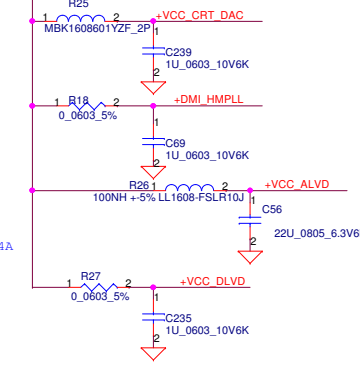 R25
1
2
+VCC_CRT_DAC
MBK1608601YZF_2P
1
C239
1U_0603_10V6K
2
R18
1
2
+DMI_HMPLL
0_0603_5%
1
C69
1U_0603_10V6K
2
R26
1
2
+VCC_ALVD
100NH +-5% LL1608-FSLR10J
1
C56
22U_0805_6.3V6
2
4A
R27
1
2
+VCC_DLVD
0_0603_5%
1
C235
1U_0603_10V6K
2